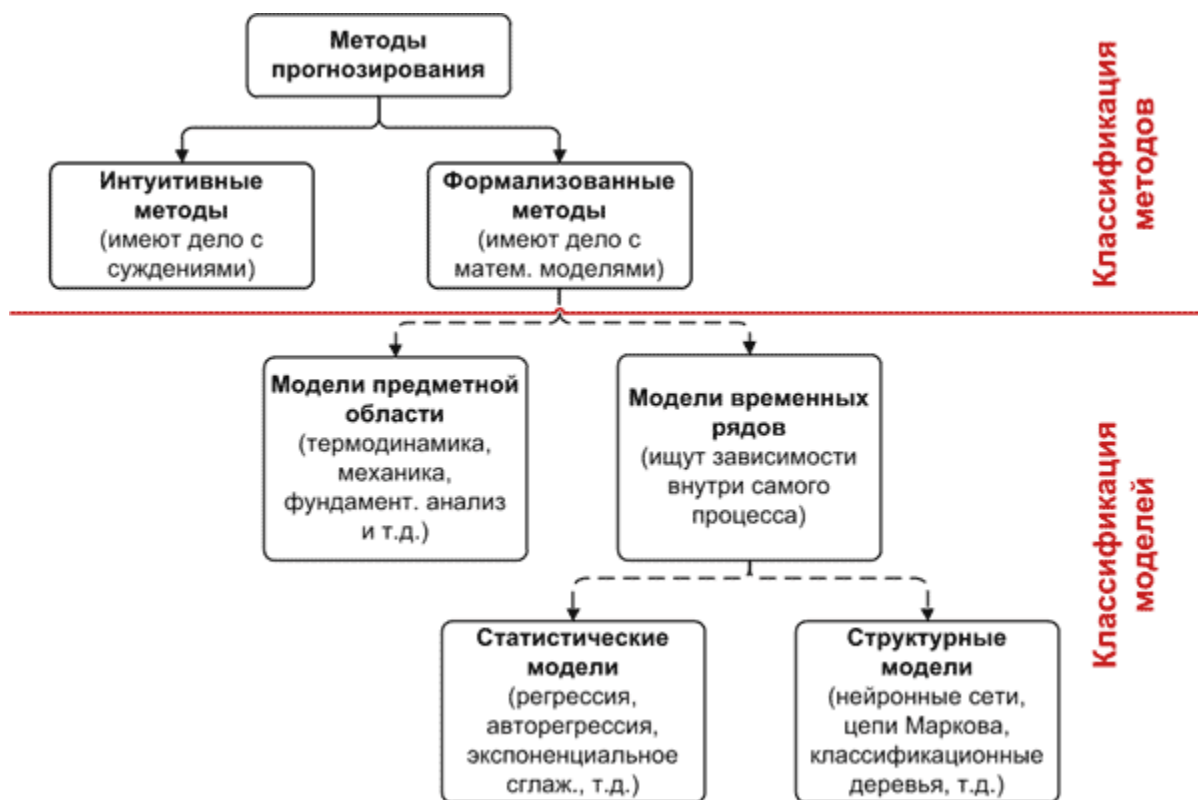 Методы
прогнозирования
Классификация
методов
Интуитивные
методы
(имеют дело с
суждениями)
Формализованные
методы
(имеют дело с
матем. моделями)
Модели предметной
области
(термодинамика,
механика,
фундамент. анализ
и т.д.)
Модели временных
рядов
(ищут зависимости
внутри самого
процесса)
Классификация
моделей
Статистические
модели
(регрессия,
авторегрессия,
экспоненциальное
сглаж., т.д.)
Структурные
модели
(нейронные сети,
цепи Маркова,
классификационные
деревья, т.д.)